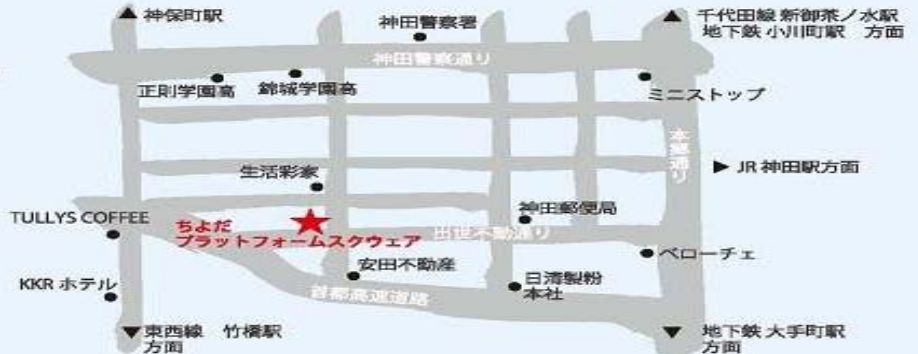 ▲ 神保町駅
神田警察署
▲ 千代田線 新御茶ノ水駅
地下鉄 小川町駅 方面
神田警察通り
正則学園高
錦城学園高
ミニストップ
本郷通り
▶ JR 神田駅方面
生活彩家
TULLYS COFFEE
ちよだ
プラットフォームスクウェア
神田郵便局
出世不動通り
ベローチェ
安田不動産
KKR ホテル
日清製粉
本社
首都高速道路
▼東西線 竹橋駅
方面
▼ 地下鉄 大手町駅
方面